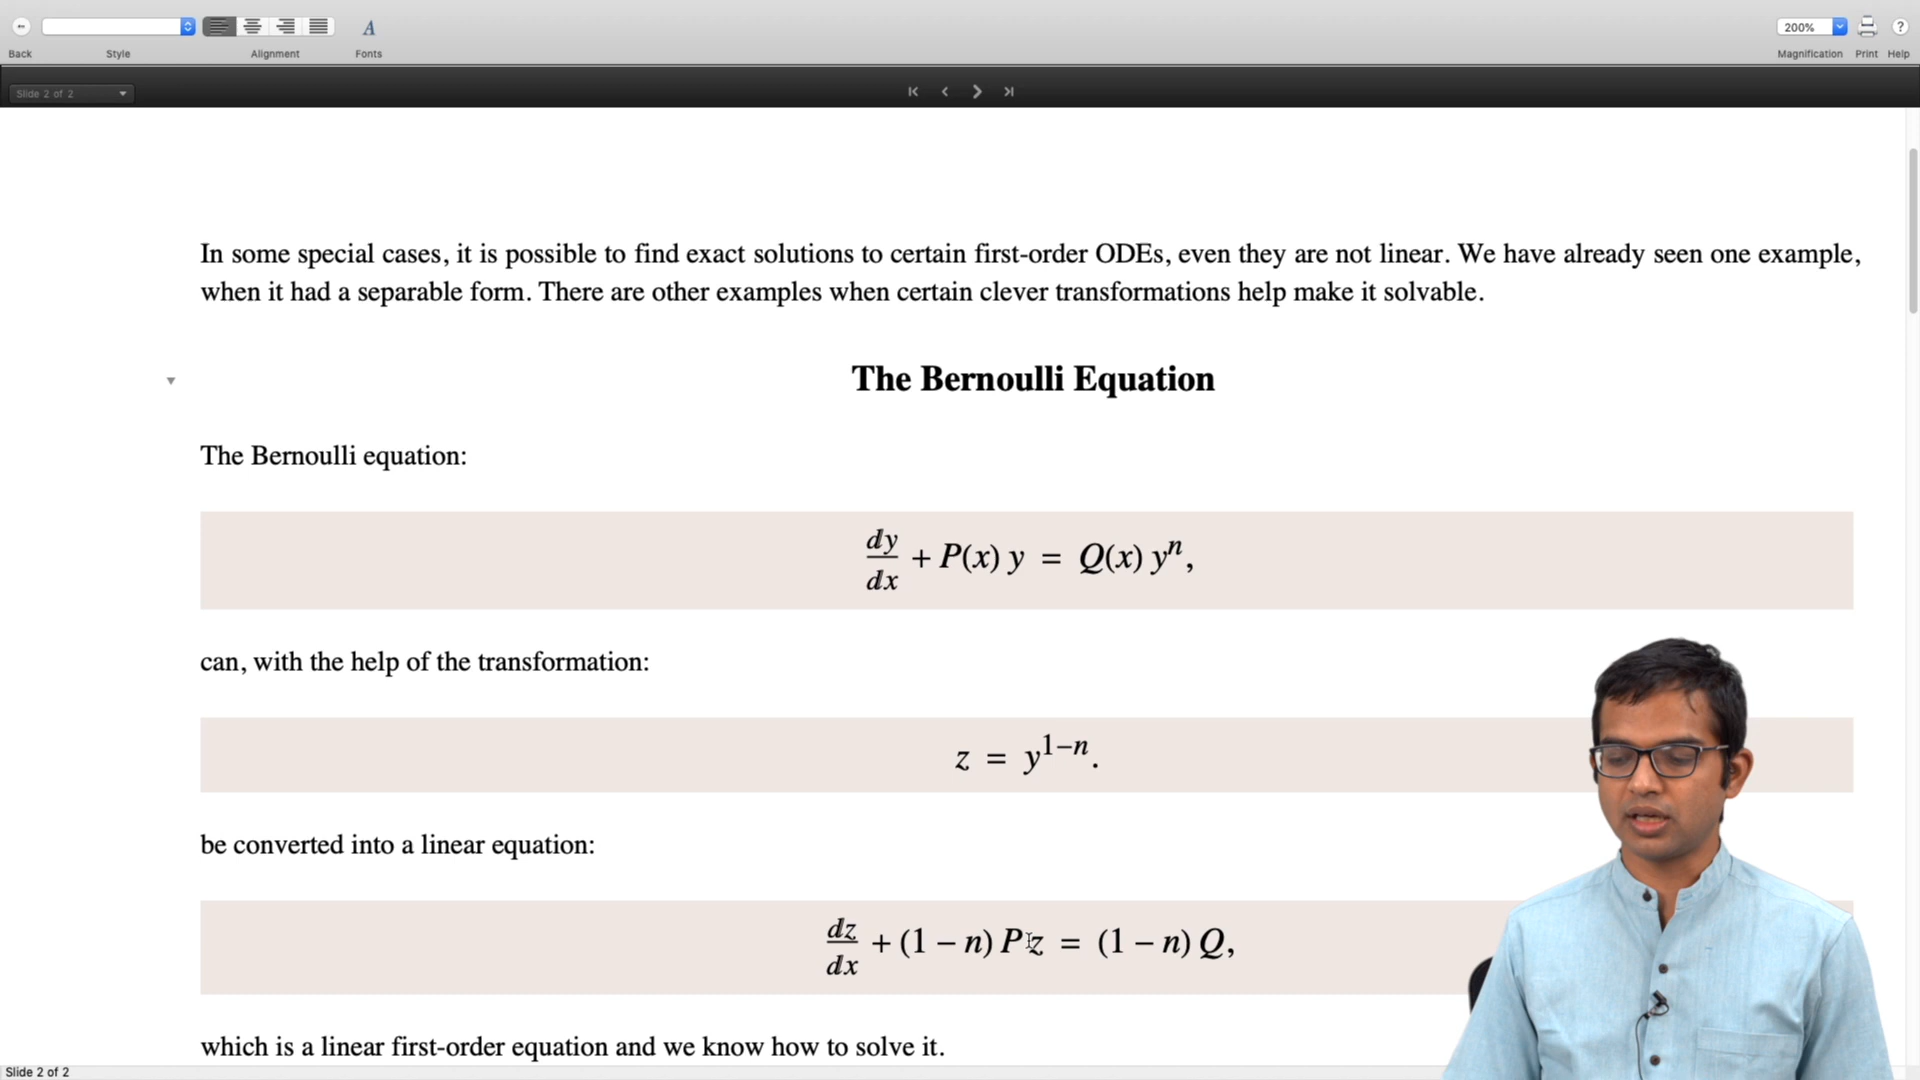 200%
Back Style Alignment Fonts Magnification Print Help
Slide 2 of 2
In some special cases, it is possible to find exact solutions to certain first-order ODEs, even they are not linear. We have already seen one example,
when it had a separable form. There are other examples when certain clever transformations help make it solvable.
The Bernoulli Equation
The Bernoulli equation:
dy/dx + P(x) y = Q(x) yⁿ,
can, with the help of the transformation:
z = y¹⁻ⁿ.
be converted into a linear equation:
dz/dx + (1 − n) P z = (1 − n) Q,
which is a linear first-order equation and we know how to solve it.
Slide 2 of 2